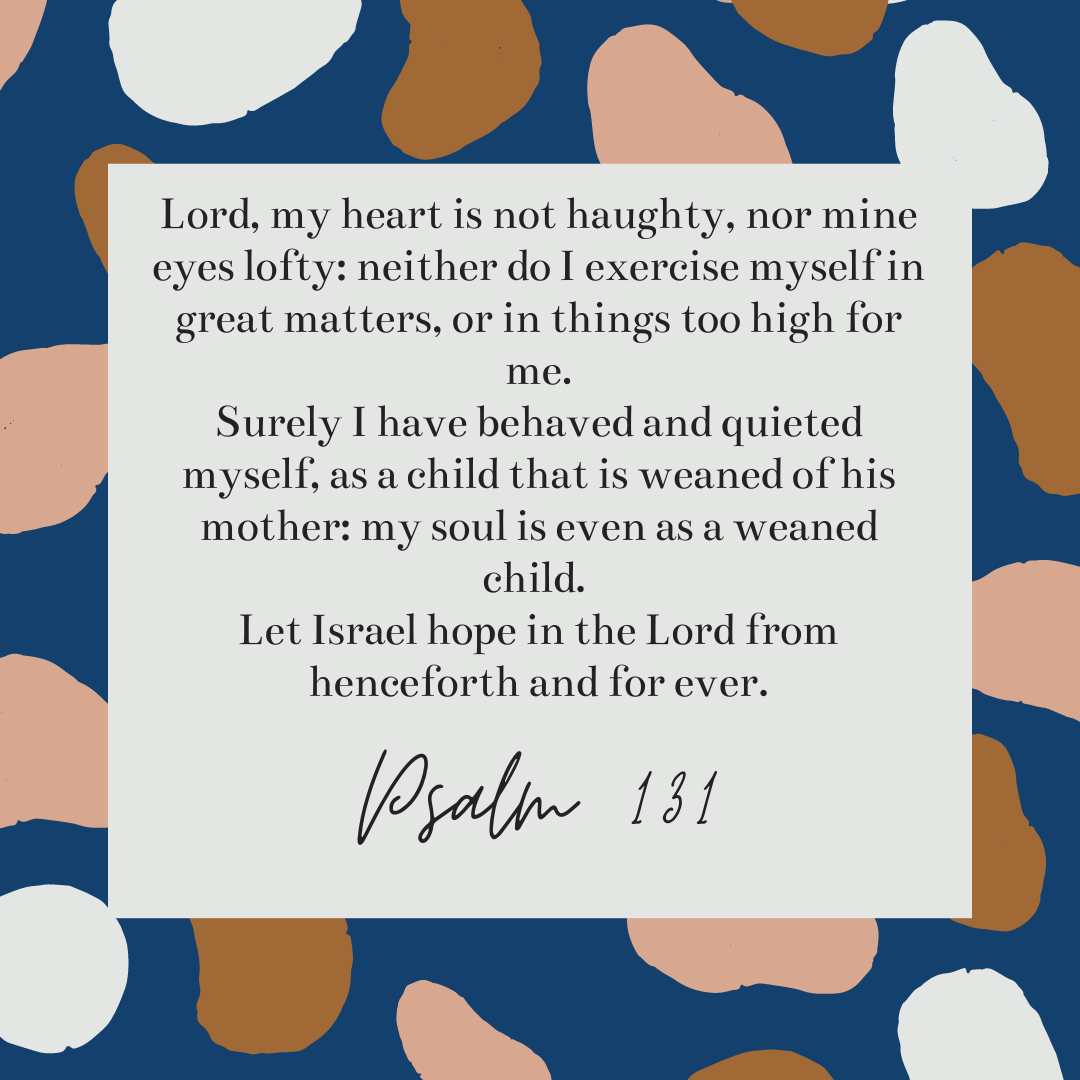 Lord, my heart is not haughty, nor mine
eyes lofty: neither do I exercise myself in
great matters, or in things too high for
me.
Surely I have behaved and quieted
myself, as a child that is weaned of his
mother: my soul is even as a weaned
child.
Let Israel hope in the Lord from
henceforth and for ever.
Psalm 131